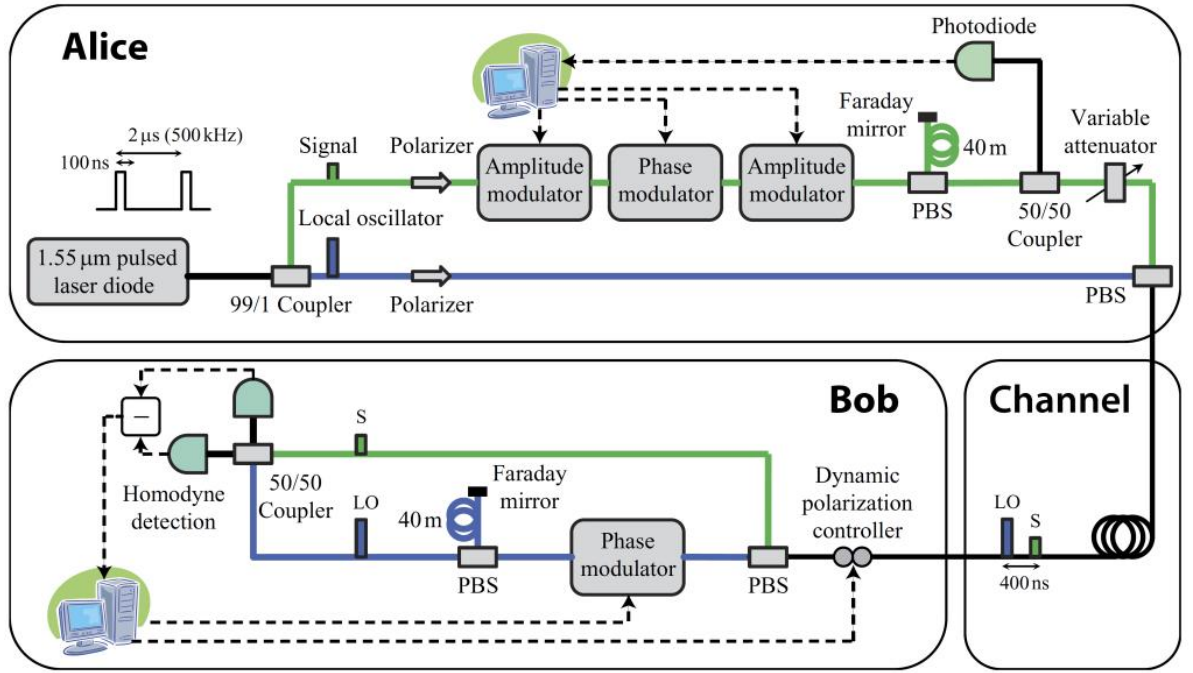 Alice
Photodiode
2 μs (500 kHz)
100 ns
Signal
Polarizer
Faraday
mirror
40 m
Variable
attenuator
Amplitude
modulator
Phase
modulator
Amplitude
modulator
PBS
50/50
Coupler
Local oscillator
1.55 μm pulsed
laser diode
99/1 Coupler
Polarizer
PBS
Bob
Channel
–
S
Homodyne
detection
50/50
Coupler
LO
40 m
Faraday
mirror
PBS
Phase
modulator
PBS
Dynamic
polarization
controller
LO
S
400 ns